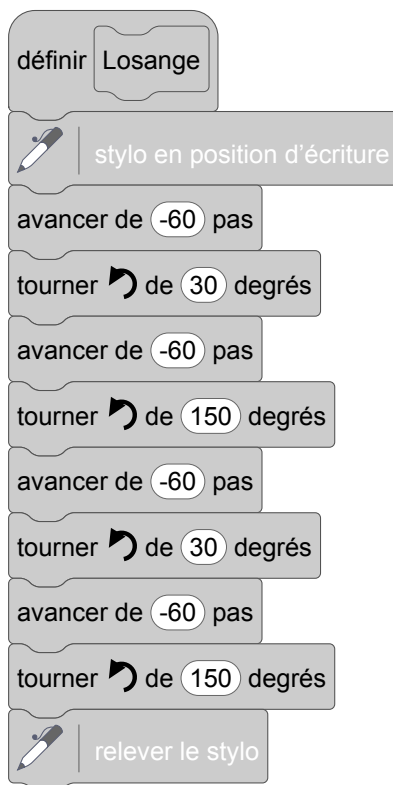 définir Losange
stylo en position d’écriture
avancer de -60 pas
tourner de 30 degrés
avancer de -60 pas
tourner de 150 degrés
avancer de -60 pas
tourner de 30 degrés
avancer de -60 pas
tourner de 150 degrés
relever le stylo